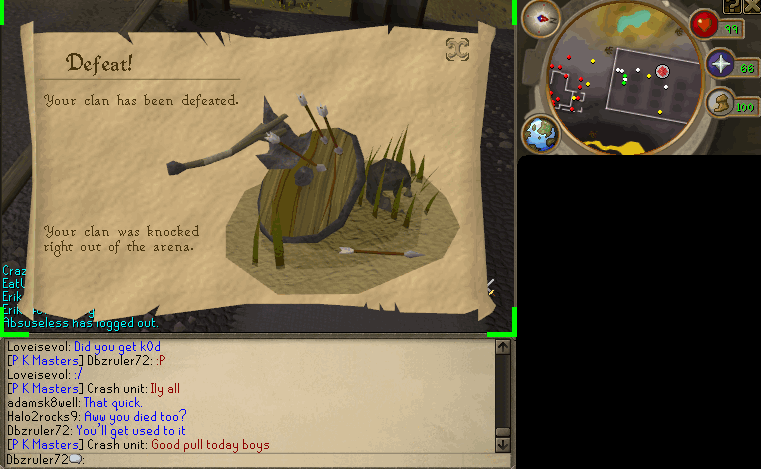 Defeat!
Your clan has been defeated.
Your clan was knocked
right out of the arena.
99
66
100
Craz
EatU
Erik
Absuseless has logged out.
Loveisevol: Did you get k0d
[P K Masters] Dbzruler72: :P
Loveisevol: :/
[P K Masters] Crash unit: Ily all
adamsk8well: That quick.
Halo2rocks9: Aww you died too?
Dbzruler72: You'll get used to it
[P K Masters] Crash unit: Good pull today boys
Dbzruler72: